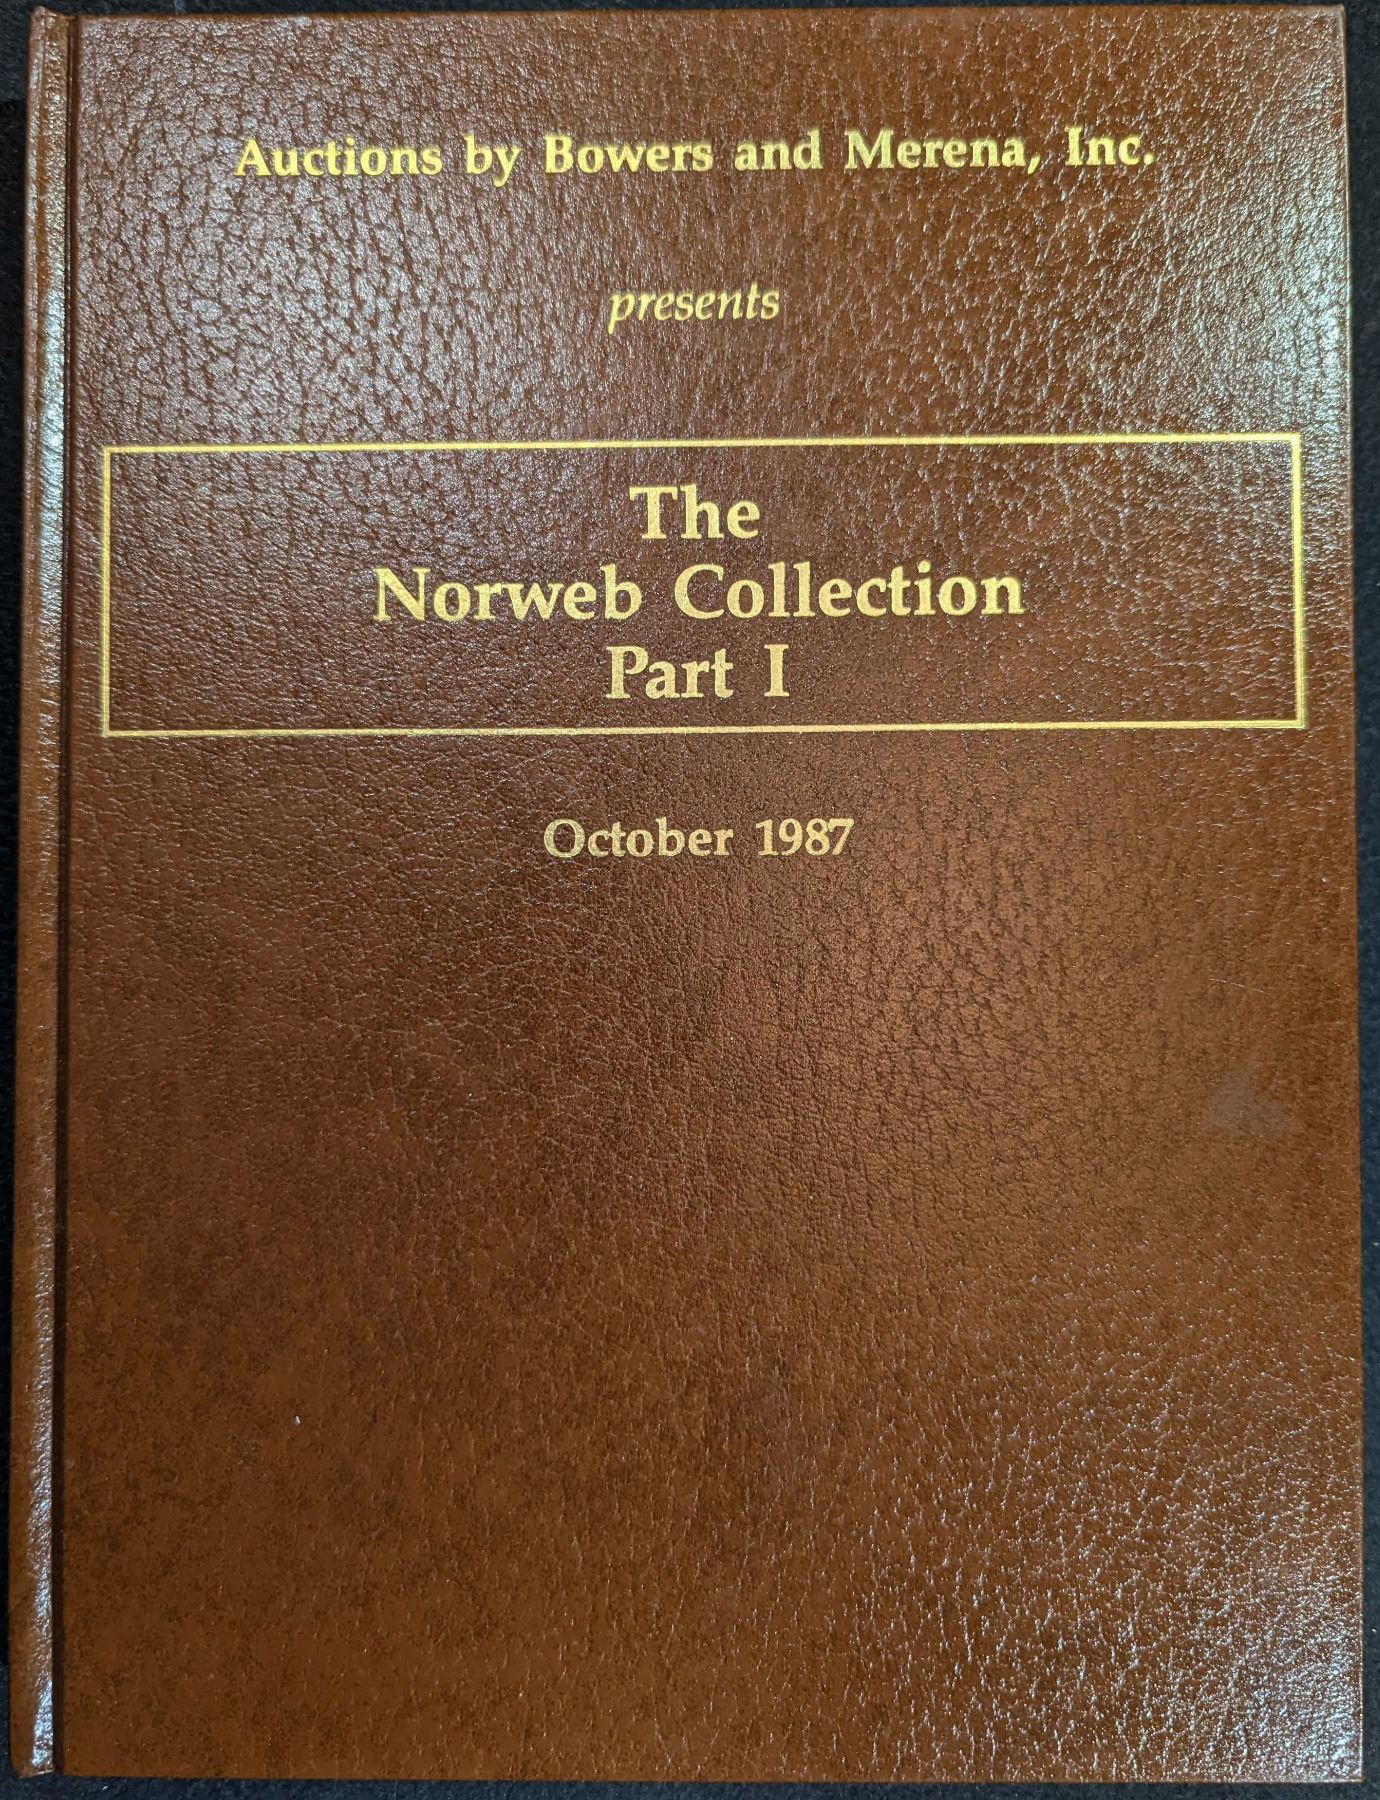 Auctions by Bowers and Merena, Inc.
presents
The
Norweb Collection
Part I
October 1987